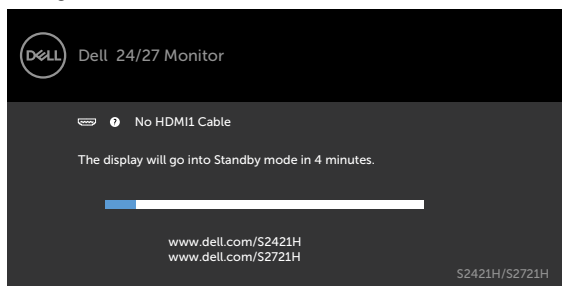 DELL Dell 24/27 Monitor
? No HDMI1 Cable
The display will go into Standby mode in 4 minutes.
www.dell.com/S2421H
www.dell.com/S2721H
S2421H/S2721H